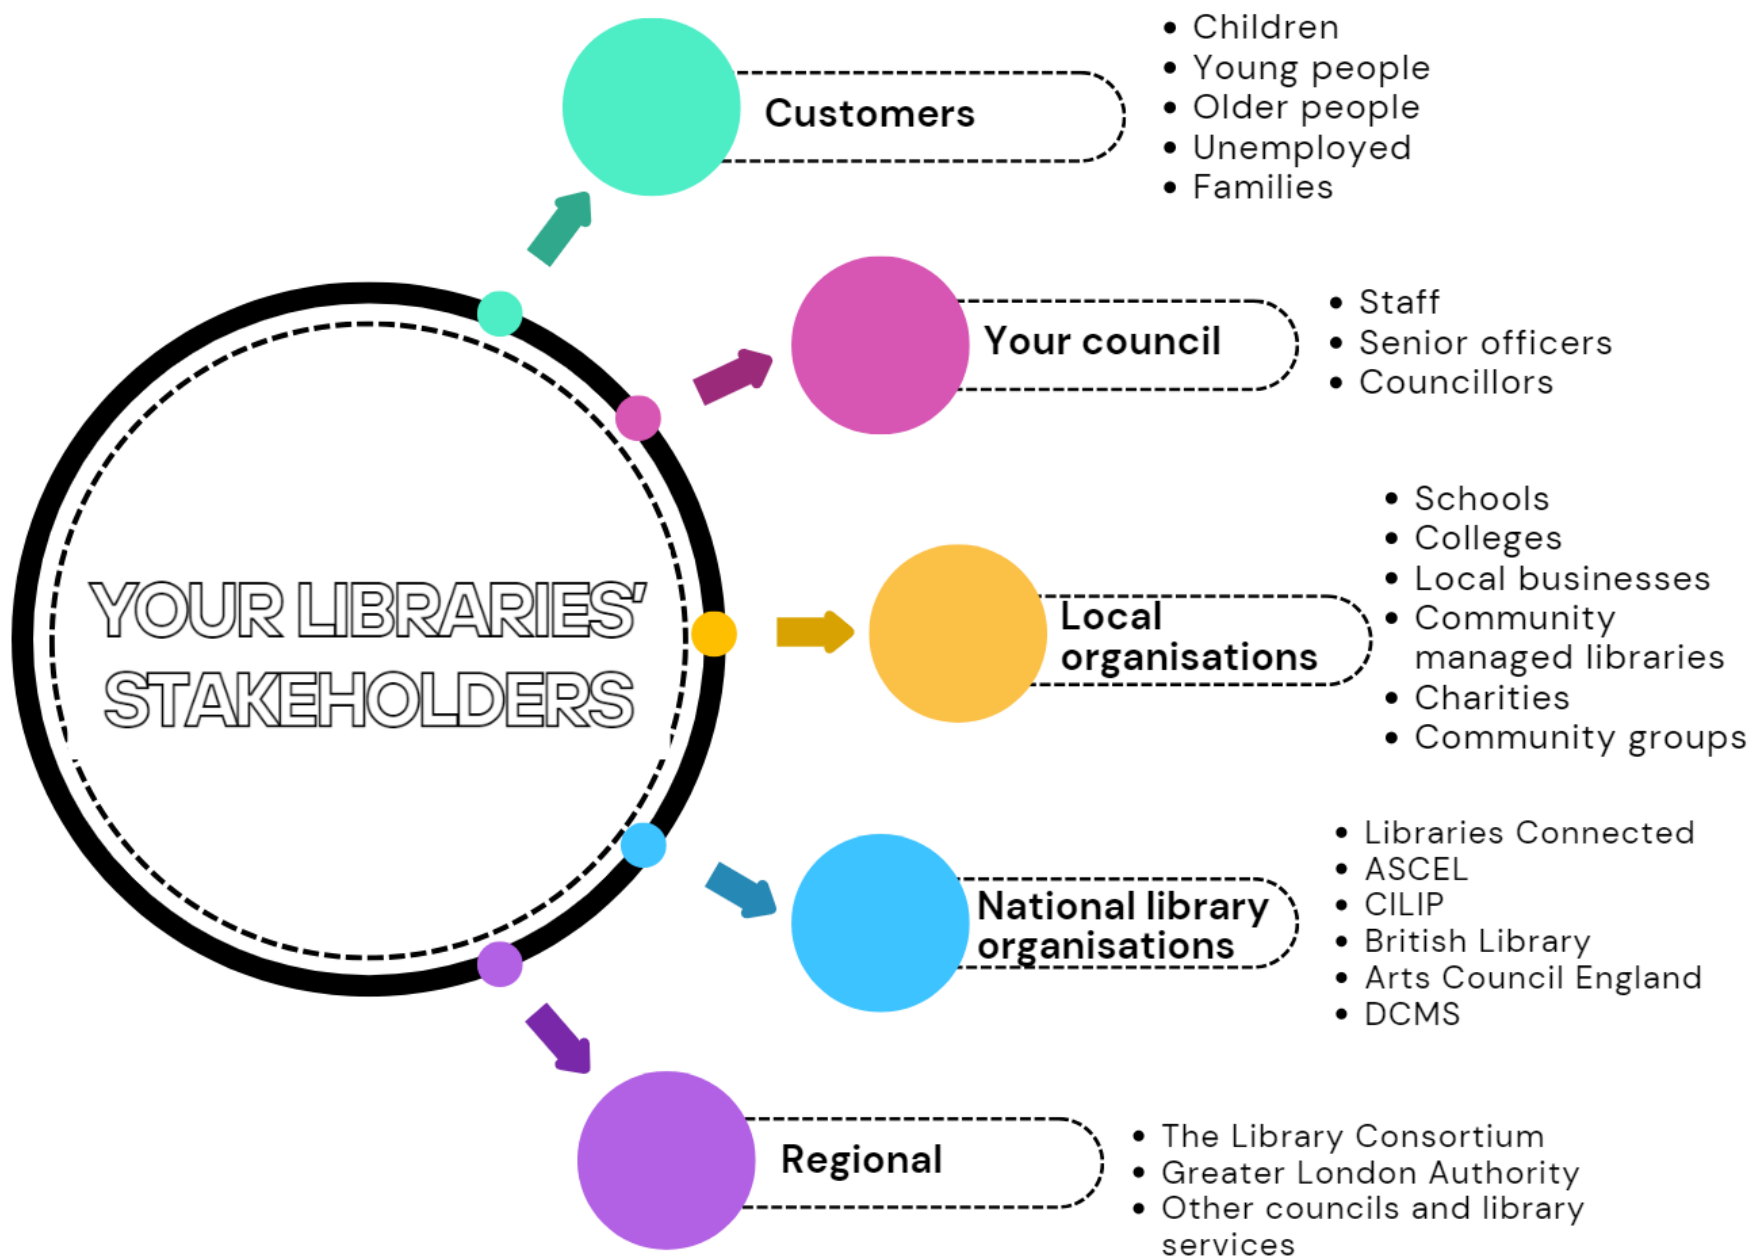 YOUR LIBRARIES'
STAKEHOLDERS
Customers
• Children
• Young people
• Older people
• Unemployed
• Families
Your council
• Staff
• Senior officers
• Councillors
Local
organisations
• Schools
• Colleges
• Local businesses
• Community
managed libraries
• Charities
• Community groups
National library
organisations
• Libraries Connected
• ASCEL
• CILIP
• British Library
• Arts Council England
• DCMS
Regional
• The Library Consortium
• Greater London Authority
• Other councils and library
services